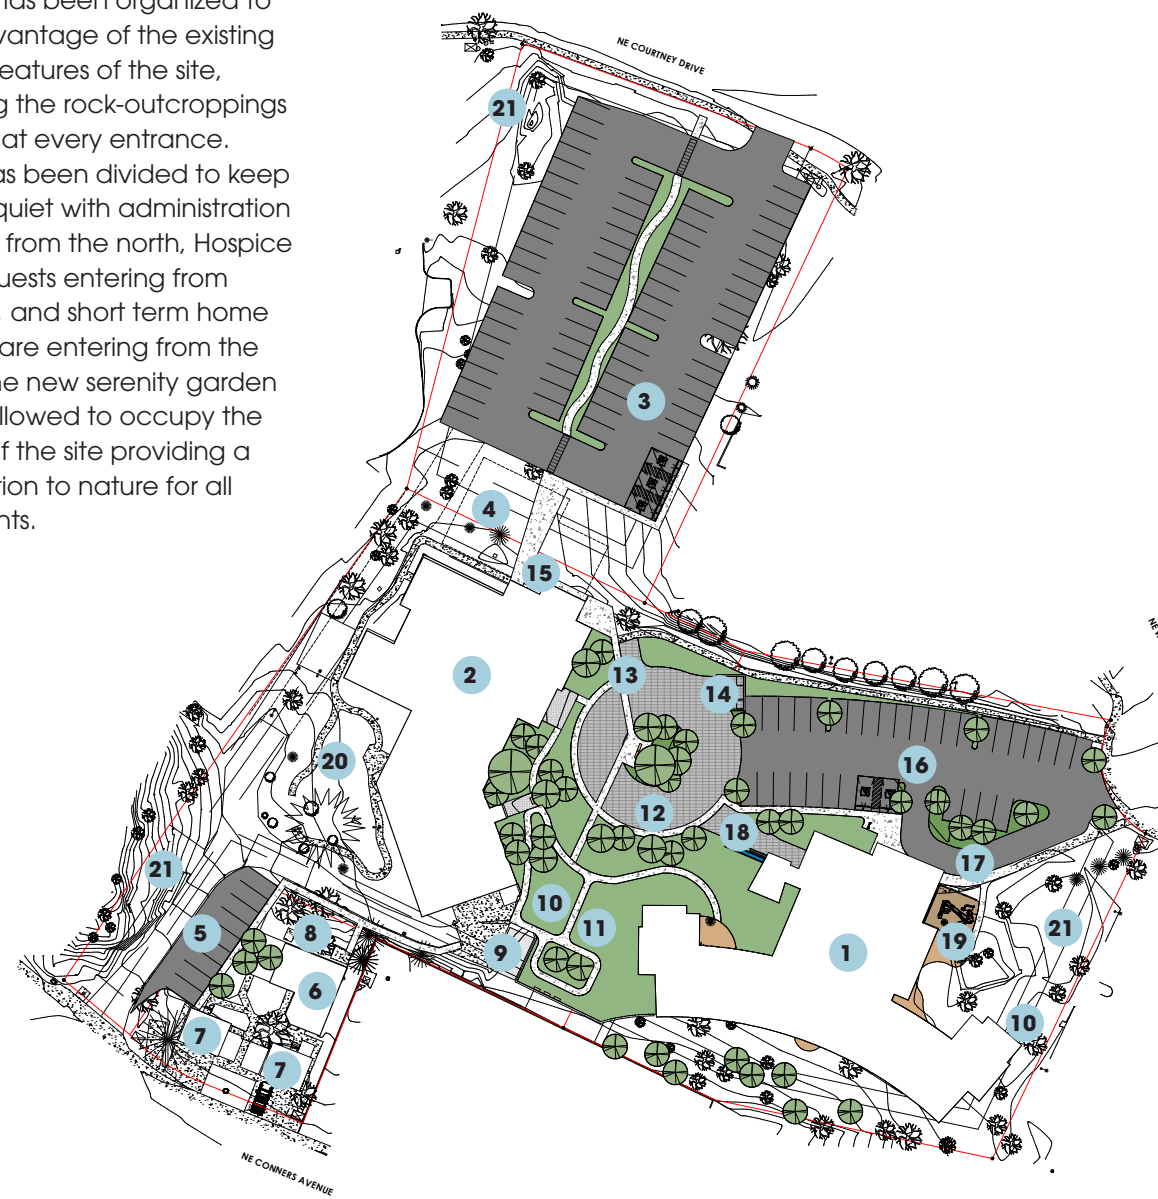 has been organized to
vantage of the existing
eatures of the site,
g the rock-outcroppings
at every entrance.
as been divided to keep
quiet with administration
from the north, Hospice
uests entering from
and short term home
are entering from the
ne new serenity garden
llowed to occupy the
of the site providing a
tion to nature for all
nts.
NE COURTNEY DRIVE
21
3
4
15
2
13
14
16
20
12
18
17
21
5
8
10
11
9
1
19
21
6
7
7
10
NE CONNERS AVENUE